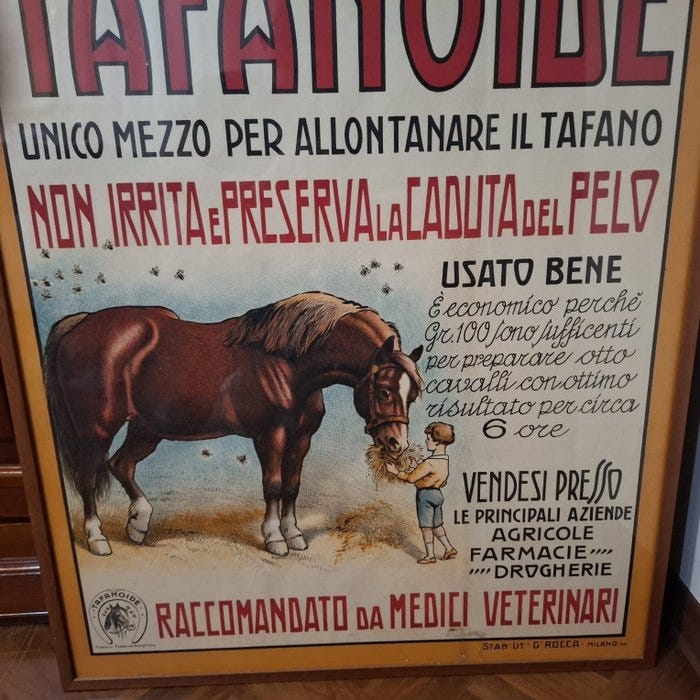 TAFANOIDE
UNICO MEZZO PER ALLONTANARE IL TAFANO
NON IRRITA E PRESERVA LA CADUTA DEL PELO
USATO BENE
È economico perchè
Gr. 100 sono sufficenti
per preparare otto
cavalli con ottimo
risultato per circa
6 ore
VENDESI PRESSO
LE PRINCIPALI AZIENDE
AGRICOLE
FARMACIE ,,,,
,,,, DROGHERIE
TAFANOIDE
RACCOMANDATO DA MEDICI VETERINARI
STAB. LIT. G. ROCCA - MILANO